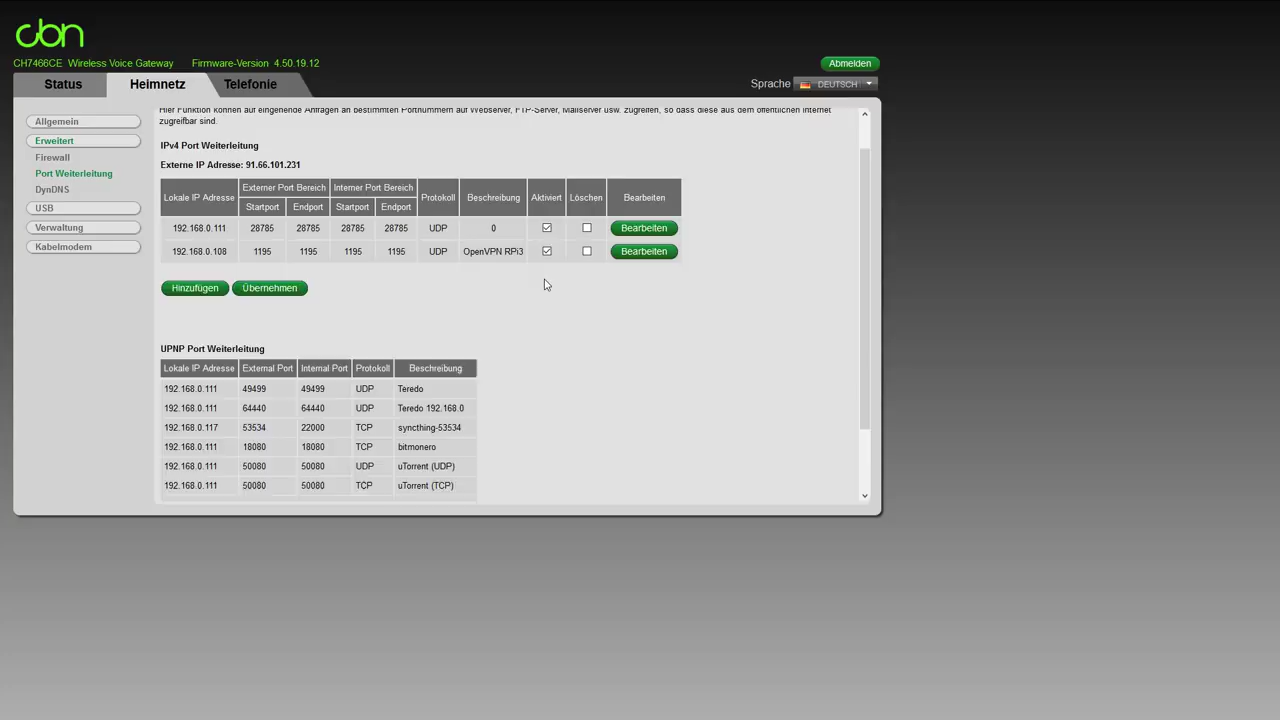 cbn
CH7466CE Wireless Voice Gateway Firmware-Version 4.50.19.12
Abmelden
Status Heimnetz Telefonie
Sprache DEUTSCH
Allgemein
Erweitert
Firewall
Port Weiterleitung
DynDNS
USB
Verwaltung
Kabelmodem
Hier Funktion können auf eingehende Anfragen an bestimmten Portnummern auf Webserver, FTP-Server, Mailserver usw. zugreifen, so dass diese aus dem öffentlichen Internet
zugreifbar sind.
IPv4 Port Weiterleitung
Externe IP Adresse: 91.66.101.231
Lokale IP Adresse Externer Port Bereich Interner Port Bereich Protokoll Beschreibung Aktiviert Löschen Bearbeiten
Startport Endport Startport Endport
192.168.0.111 28785 28785 28785 28785 UDP 0 Bearbeiten
192.168.0.108 1195 1195 1195 1195 UDP OpenVPN RPi3 Bearbeiten
Hinzufügen Übernehmen
UPNP Port Weiterleitung
Lokale IP Adresse External Port Internal Port Protokoll Beschreibung
192.168.0.111 49499 49499 UDP Teredo
192.168.0.111 64440 64440 UDP Teredo 192.168.0
192.168.0.117 53534 22000 TCP syncthing-53534
192.168.0.111 18080 18080 TCP bitmonero
192.168.0.111 50080 50080 UDP uTorrent (UDP)
192.168.0.111 50080 50080 TCP uTorrent (TCP)